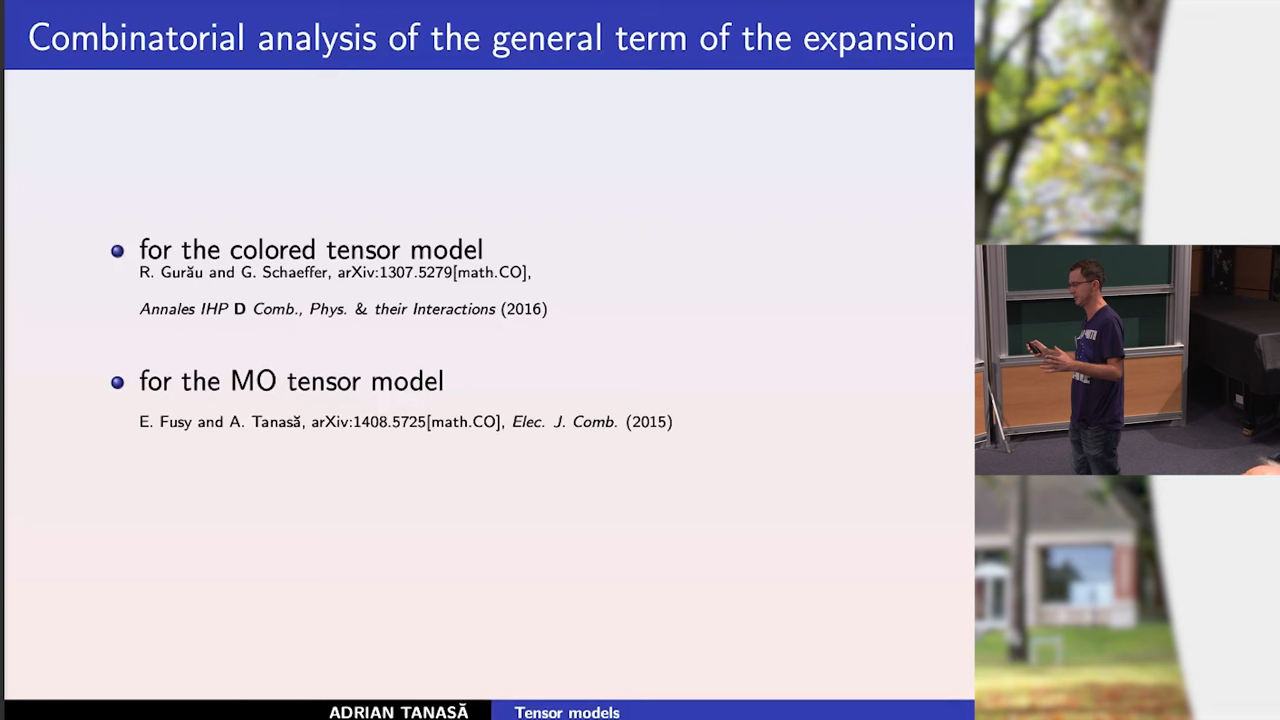 Combinatorial analysis of the general term of the expansion
for the colored tensor model
R. Gurău and G. Schaeffer, arXiv:1307.5279[math.CO],
Annales IHP D Comb., Phys. & their Interactions (2016)
for the MO tensor model
E. Fusy and A. Tanasă, arXiv:1408.5725[math.CO], Elec. J. Comb. (2015)
ADRIAN TANASĂ
Tensor models